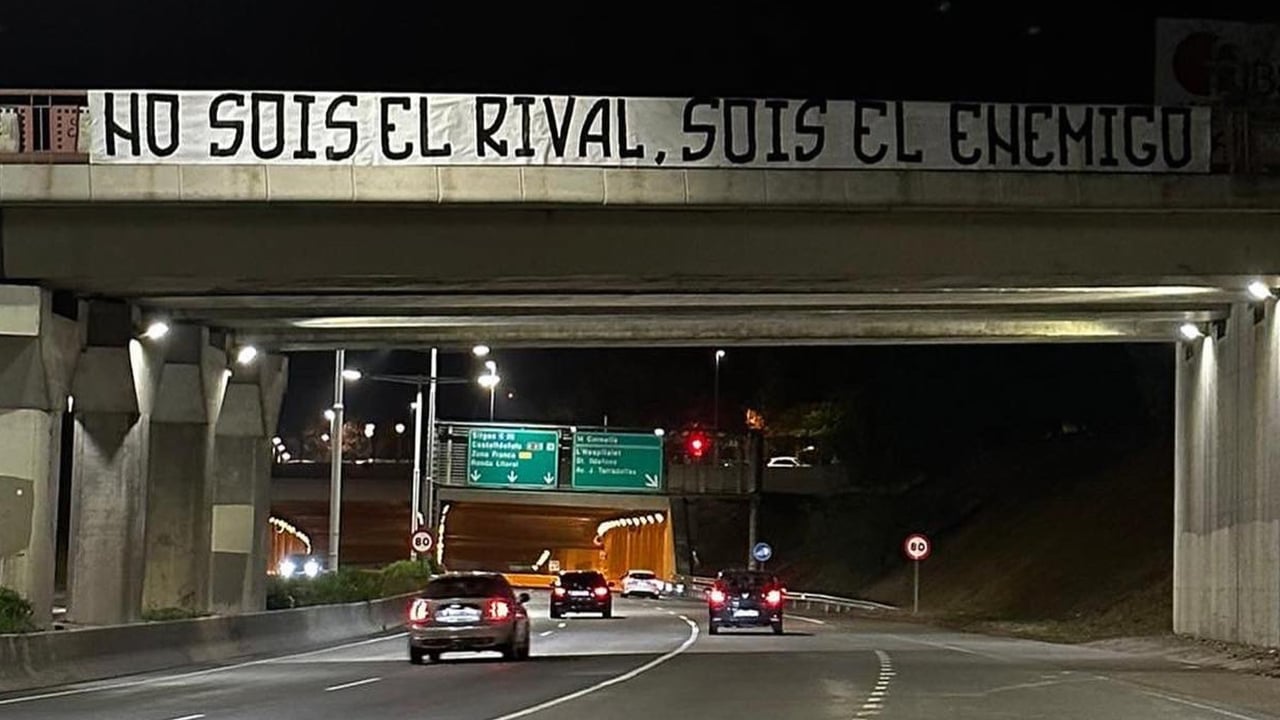 NO SOIS EL RIVAL, SOIS EL ENEMIGO
Sitges
Castelldefels
Zona Franca
Ronda Litoral
Cornellà
L'Hospitalet
St. Ildefons
Av. J. Tarradellas
80
80